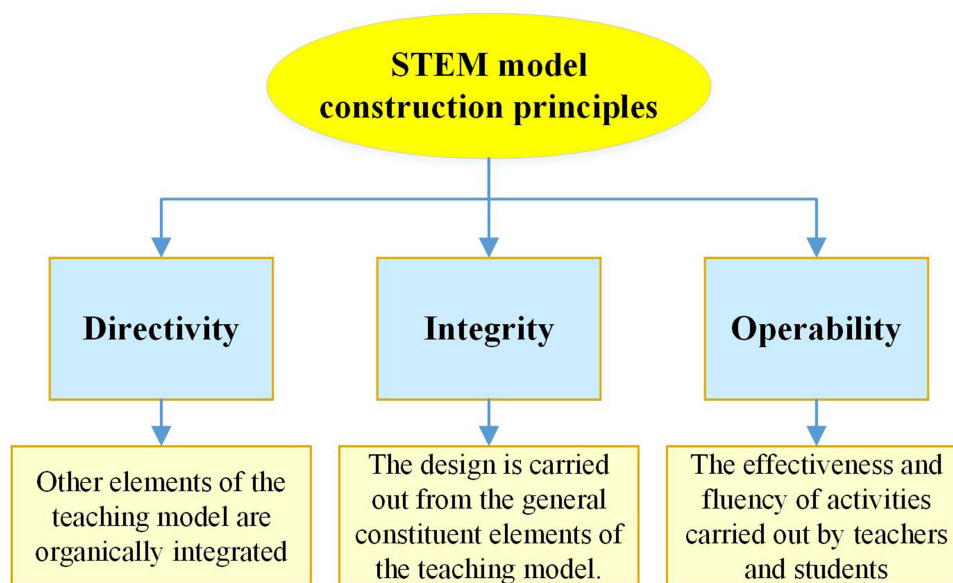 STEM model
construction principles
Directivity
Integrity
Operability
Other elements of the
teaching model are
organically integrated
The design is carried
out from the general
constituent elements of
the teaching model.
The effectiveness and
fluency of activities
carried out by teachers
and students